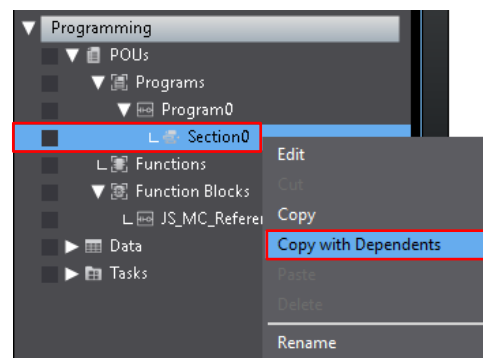 Programming
POUs
Programs
Program0
Section0
Functions
Function Blocks
JS_MC_Refere
Data
Tasks
Edit
Cut
Copy
Copy with Dependents
Paste
Delete
Rename